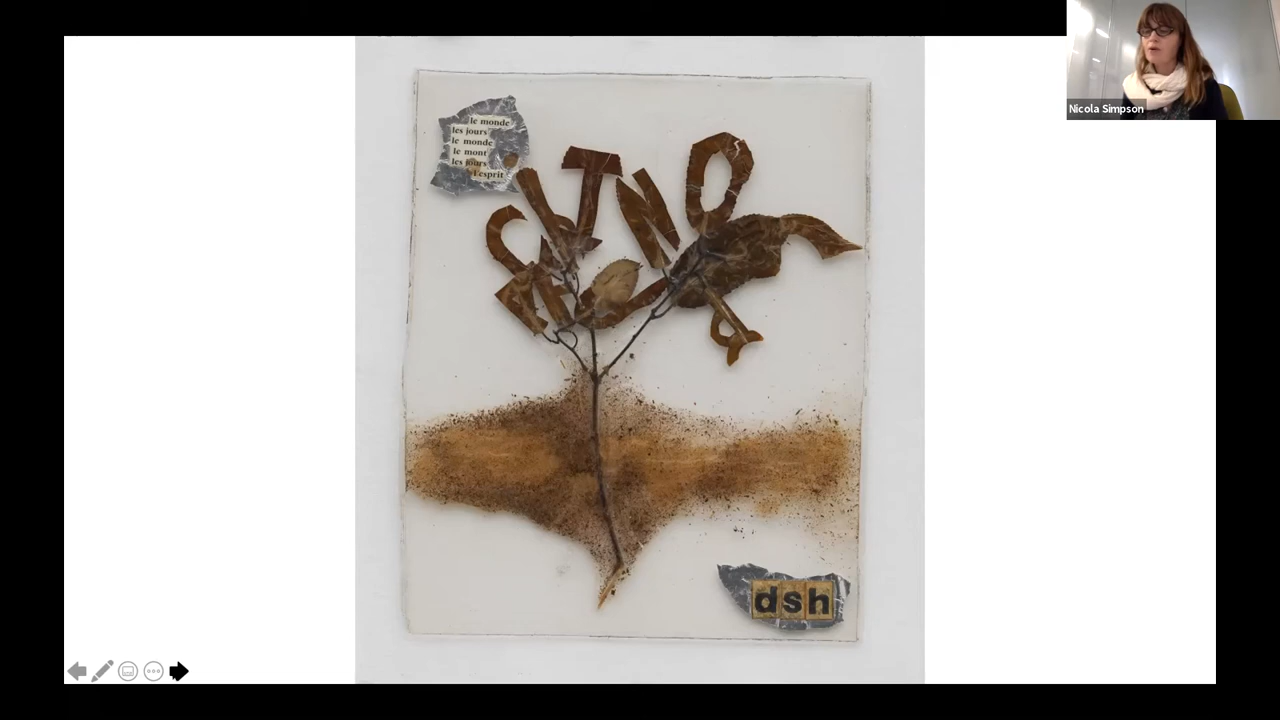 Nicola Simpson
le monde
les jours
le monde
le mont
les jours
l esprit
dsh